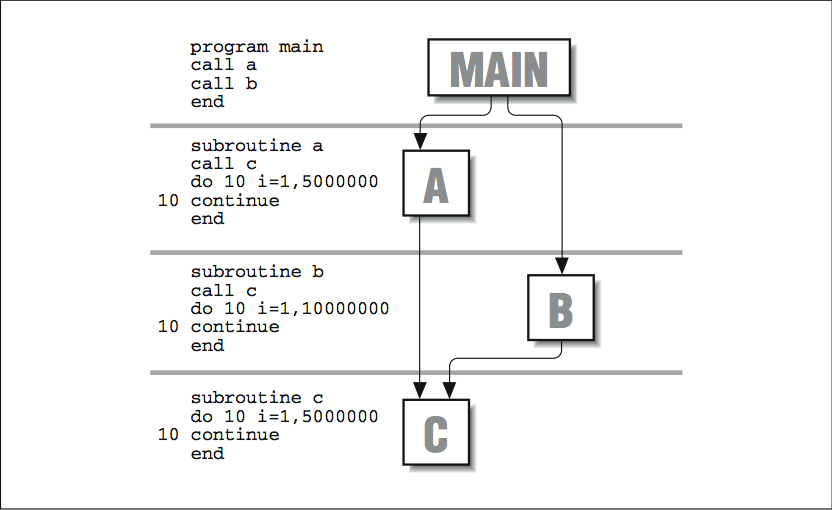 program main
call a
call b
end
MAIN
subroutine a
call c
do 10 i=1,5000000
10 continue
end
A
subroutine b
call c
do 10 i=1,10000000
10 continue
end
B
subroutine c
do 10 i=1,5000000
10 continue
end
C